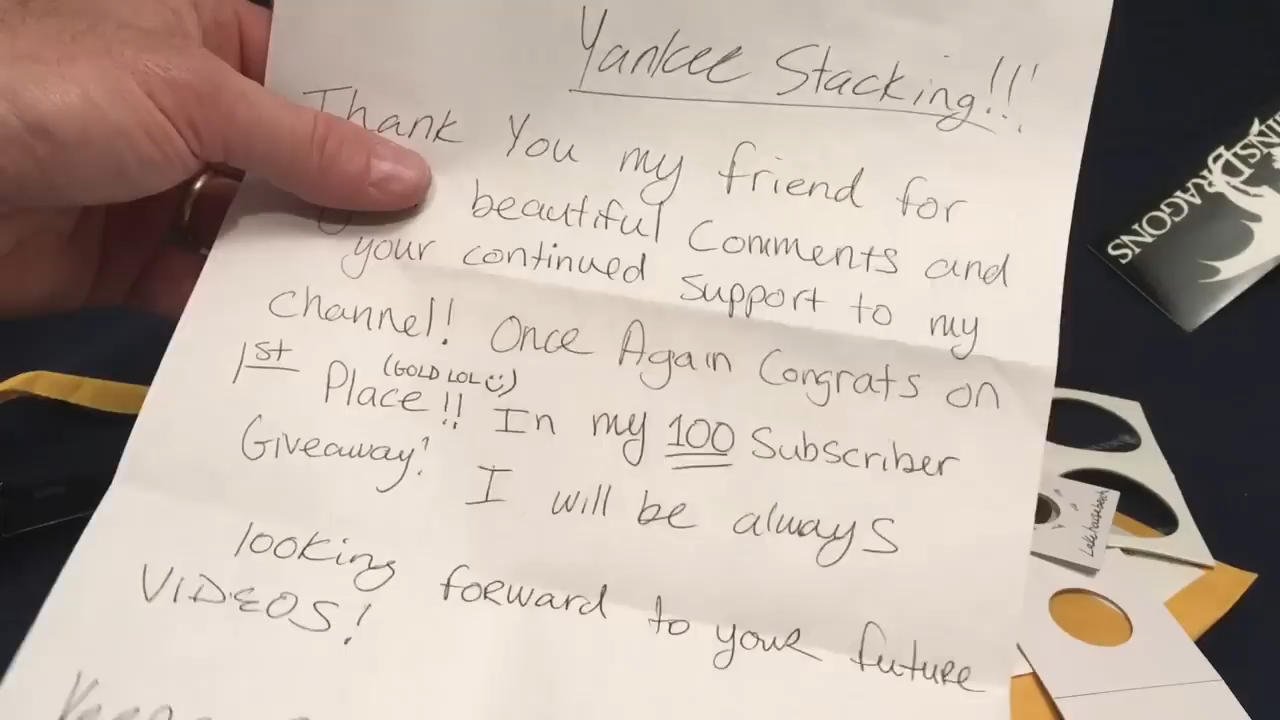 Yankee Stacking!!!
Thank You my friend for
beautiful Comments and
your continued support to my
channel! Once Again Congrats on
1st Place!! (GOLD LOL☺) In my 100 Subscriber
Giveaway! I will be always
looking forward to your future
VIDEOS!
DRAGONS
Lakehousebech